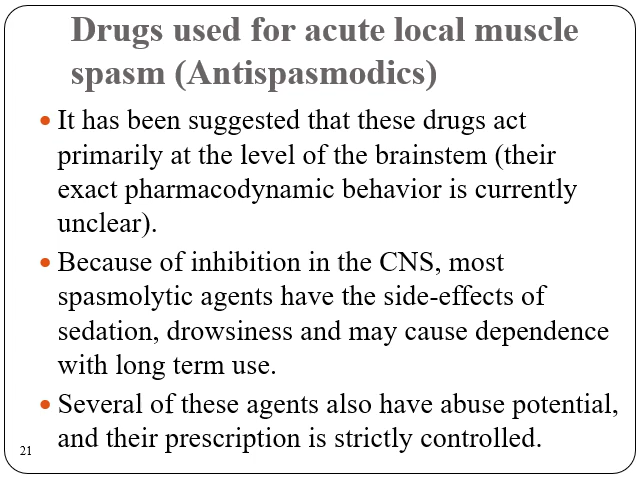 Drugs used for acute local muscle
spasm (Antispasmodics)
• It has been suggested that these drugs act
primarily at the level of the brainstem (their
exact pharmacodynamic behavior is currently
unclear).
• Because of inhibition in the CNS, most
spasmolytic agents have the side-effects of
sedation, drowsiness and may cause dependence
with long term use.
• Several of these agents also have abuse potential,
and their prescription is strictly controlled.
21